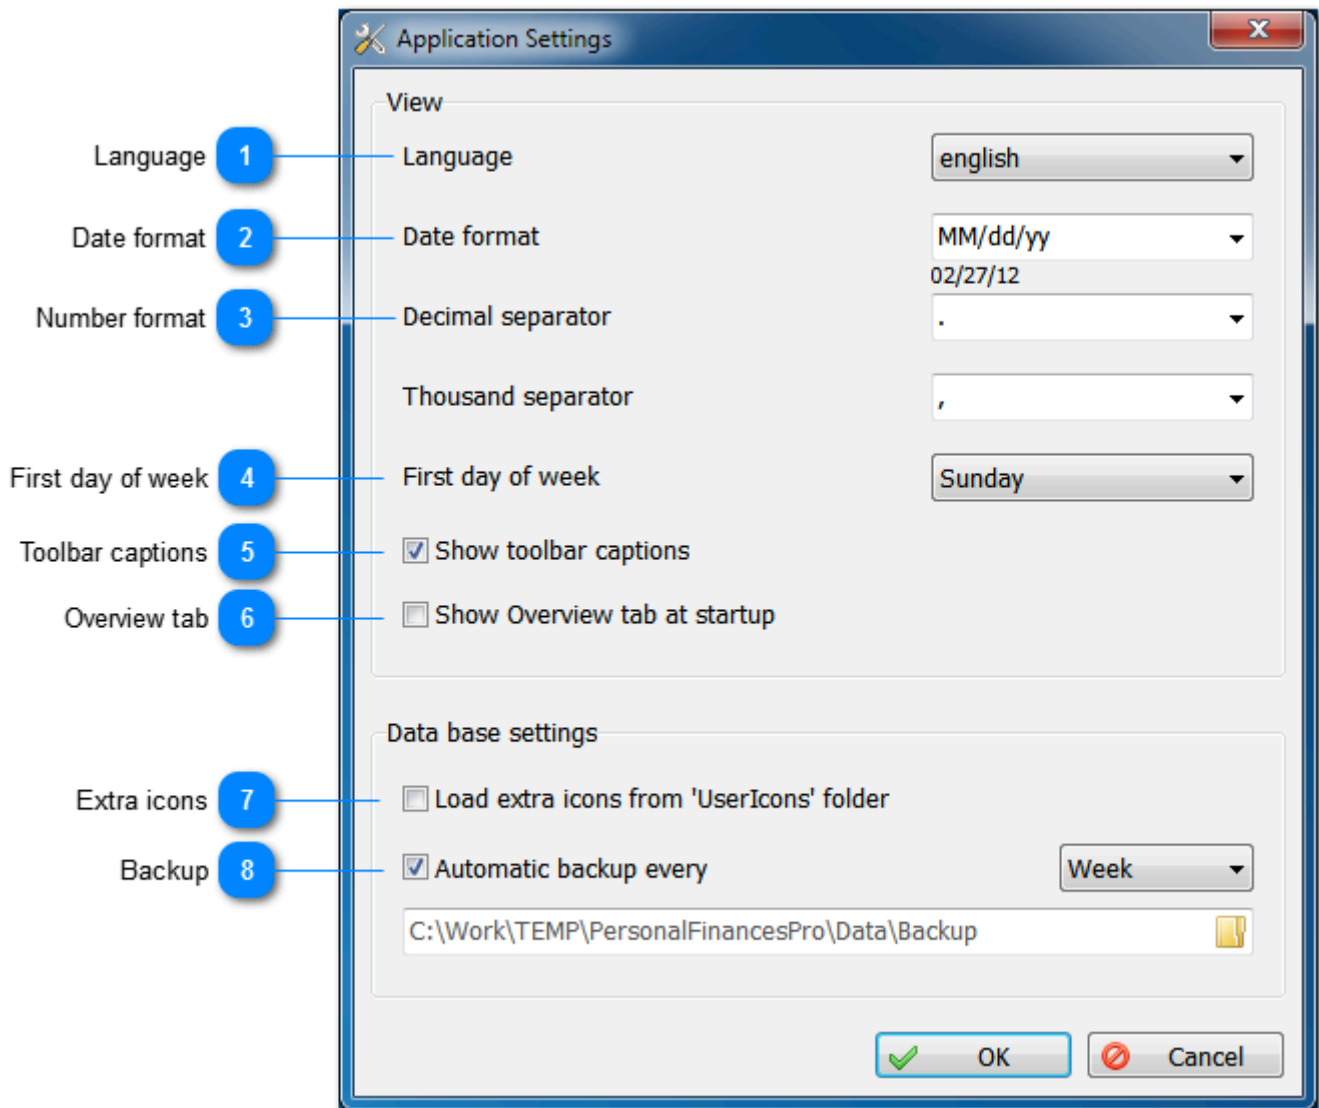 Application Settings
View
Language 1 Language english
Date format 2 Date format MM/dd/yy
02/27/12
Number format 3 Decimal separator .
Thousand separator ,
First day of week 4 First day of week Sunday
Toolbar captions 5 Show toolbar captions
Overview tab 6 Show Overview tab at startup
Data base settings
Extra icons 7 Load extra icons from 'UserIcons' folder
Backup 8 Automatic backup every Week
C:\Work\TEMP\PersonalFinancesPro\Data\Backup
OK Cancel